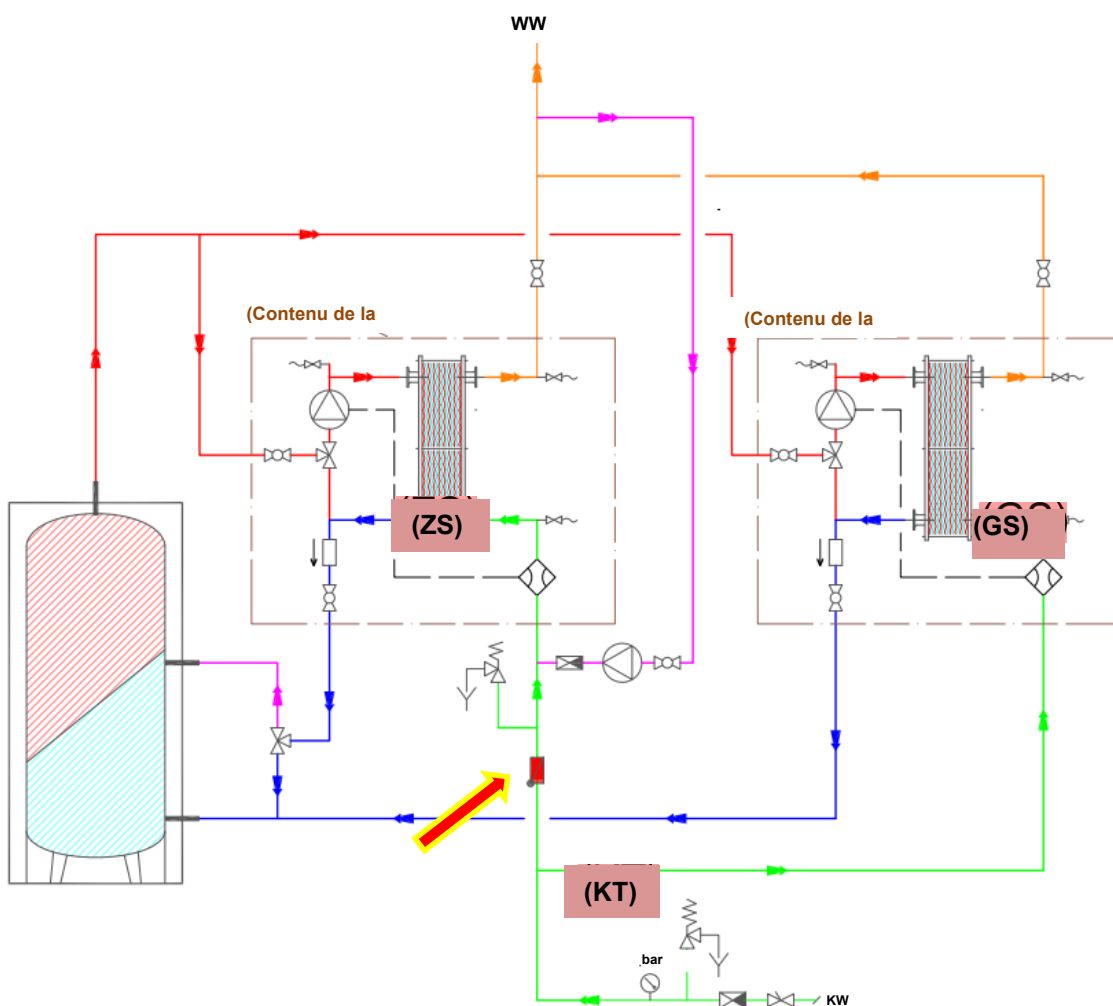 WW
(Contenu de la
(Contenu de la
(ZS)
(GS)
(KT)
bar
KW